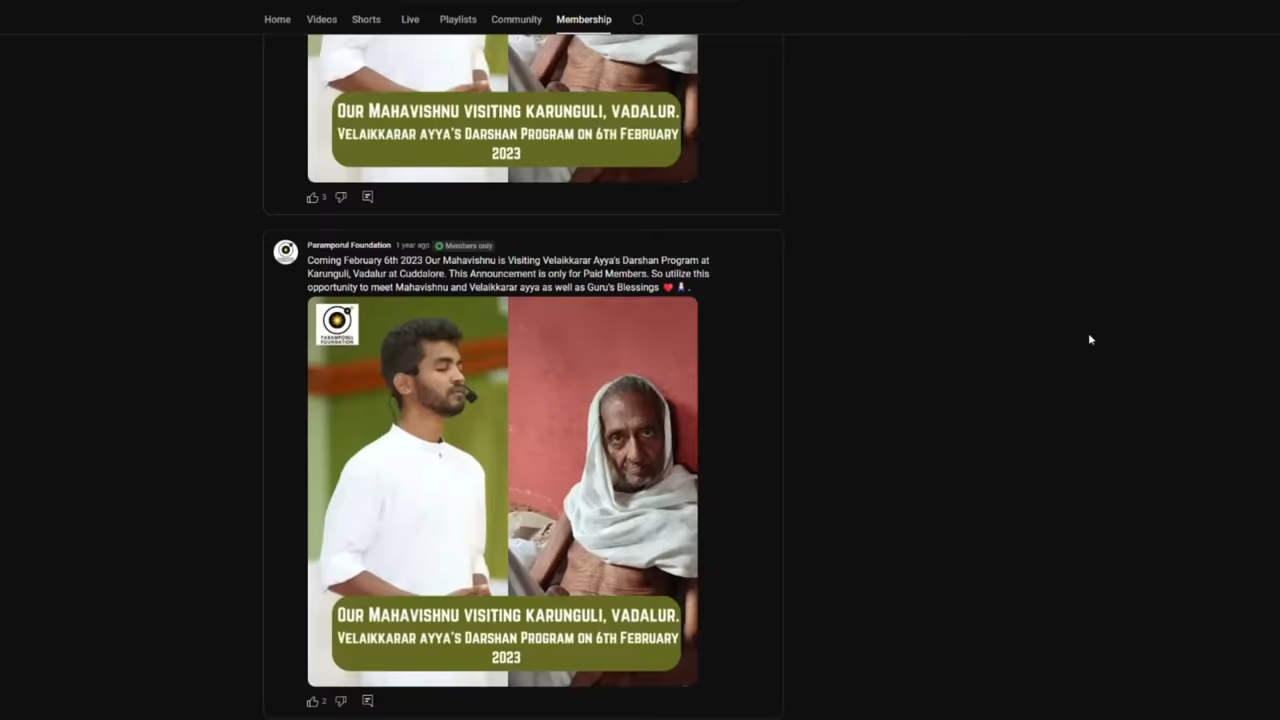 Home Videos Shorts Live Playlists Community Membership
OUR MAHAVISHNU VISITING KARUNGULI, VADALUR.
VELAIKKARAR AYYA'S DARSHAN PROGRAM ON 6TH FEBRUARY
2023
3
Paramporul Foundation 1 year ago Members only
Coming February 6th 2023 Our Mahavishnu is Visiting Velaikkarar Ayya's Darshan Program at
Karunguli, Vadalur at Cuddalore. This Announcement is only for Paid Members. So utilize this
opportunity to meet Mahavishnu and Velaikkarar ayya as well as Guru's Blessings ❤️ 🧘‍♀️ .
PARAMPORUL
FOUNDATION
OUR MAHAVISHNU VISITING KARUNGULI, VADALUR.
VELAIKKARAR AYYA'S DARSHAN PROGRAM ON 6TH FEBRUARY
2023
2